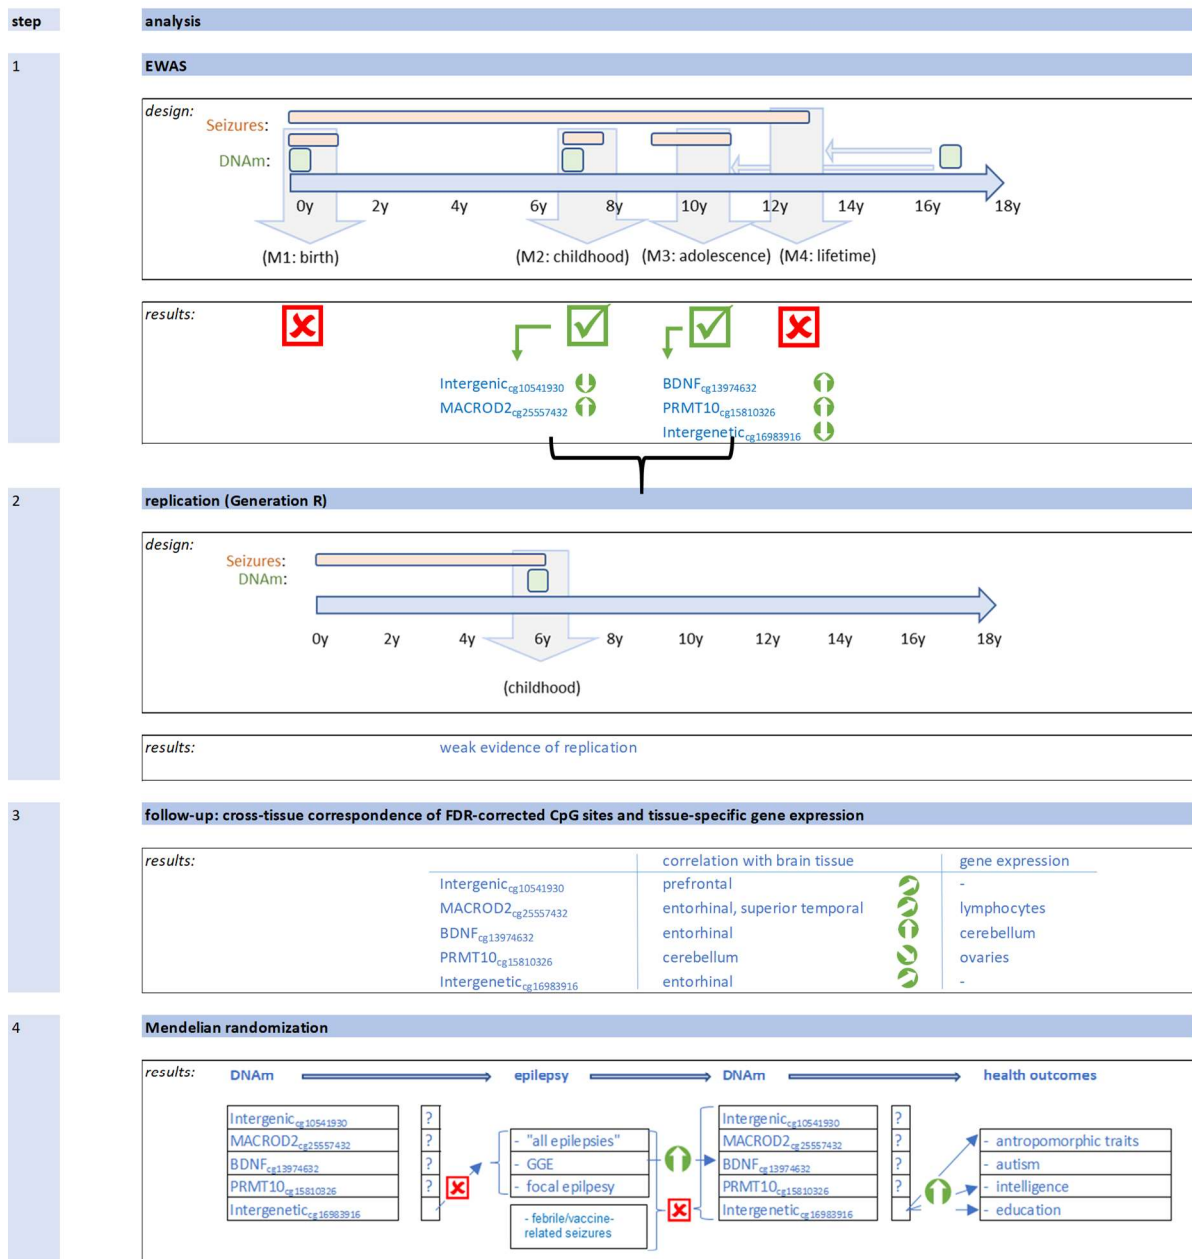 step analysis
1 EWAS
design:
Seizures:
DNAm:
0y 2y 4y 6y 8y 10y 12y 14y 16y 18y
(M1: birth) (M2: childhood) (M3: adolescence) (M4: lifetime)
results:
Intergenic cg10541930 BDNF cg13974632
MACROD2 cg25557432 PRMT10 cg15810326
Intergenetic cg16983916
2 replication (Generation R)
design:
Seizures:
DNAm:
0y 2y 4y 6y 8y 10y 12y 14y 16y 18y
(childhood)
results: weak evidence of replication
3 follow-up: cross-tissue correspondence of FDR-corrected CpG sites and tissue-specific gene expression
results: correlation with brain tissue gene expression
Intergenic cg10541930 prefrontal -
MACROD2 cg25557432 entorhinal, superior temporal lymphocytes
BDNF cg13974632 entorhinal cerebellum
PRMT10 cg15810326 cerebellum ovaries
Intergenetic cg16983916 entorhinal -
4 Mendelian randomization
results: DNAm epilepsy DNAm health outcomes
Intergenic cg10541930 ? Intergenic cg10541930 ?
MACROD2 cg25557432 ? - "all epilepsies" MACROD2 cg25557432 ? - antropomorphic traits
BDNF cg13974632 ? - GGE BDNF cg13974632 ? - autism
PRMT10 cg15810326 ? - focal epilpesy PRMT10 cg15810326 ? - intelligence
Intergenetic cg16983916 - febrile/vaccine- Intergenetic cg16983916 - education
related seizures